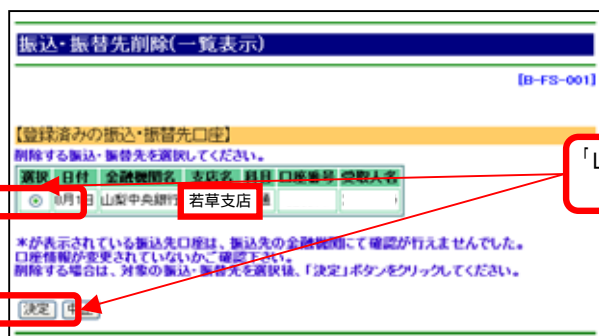 振込・振替先削除(一覧表示)
[B-FS-001]
【登録済みの振込・振替先口座】
削除する振込・振替先を選択してください。
選択 日付 金融機関名 支店名 科目 口座番号 受取人名
月1日 山梨中央銀行 若草支店
*が表示されている振込先口座は、振込先の金融機関にて確認が行えませんでした。
口座情報が変更されていないかご確認下さい。
削除する場合は、対象の振込・振替先を選択後、「決定」ボタンをクリックしてください。
決定